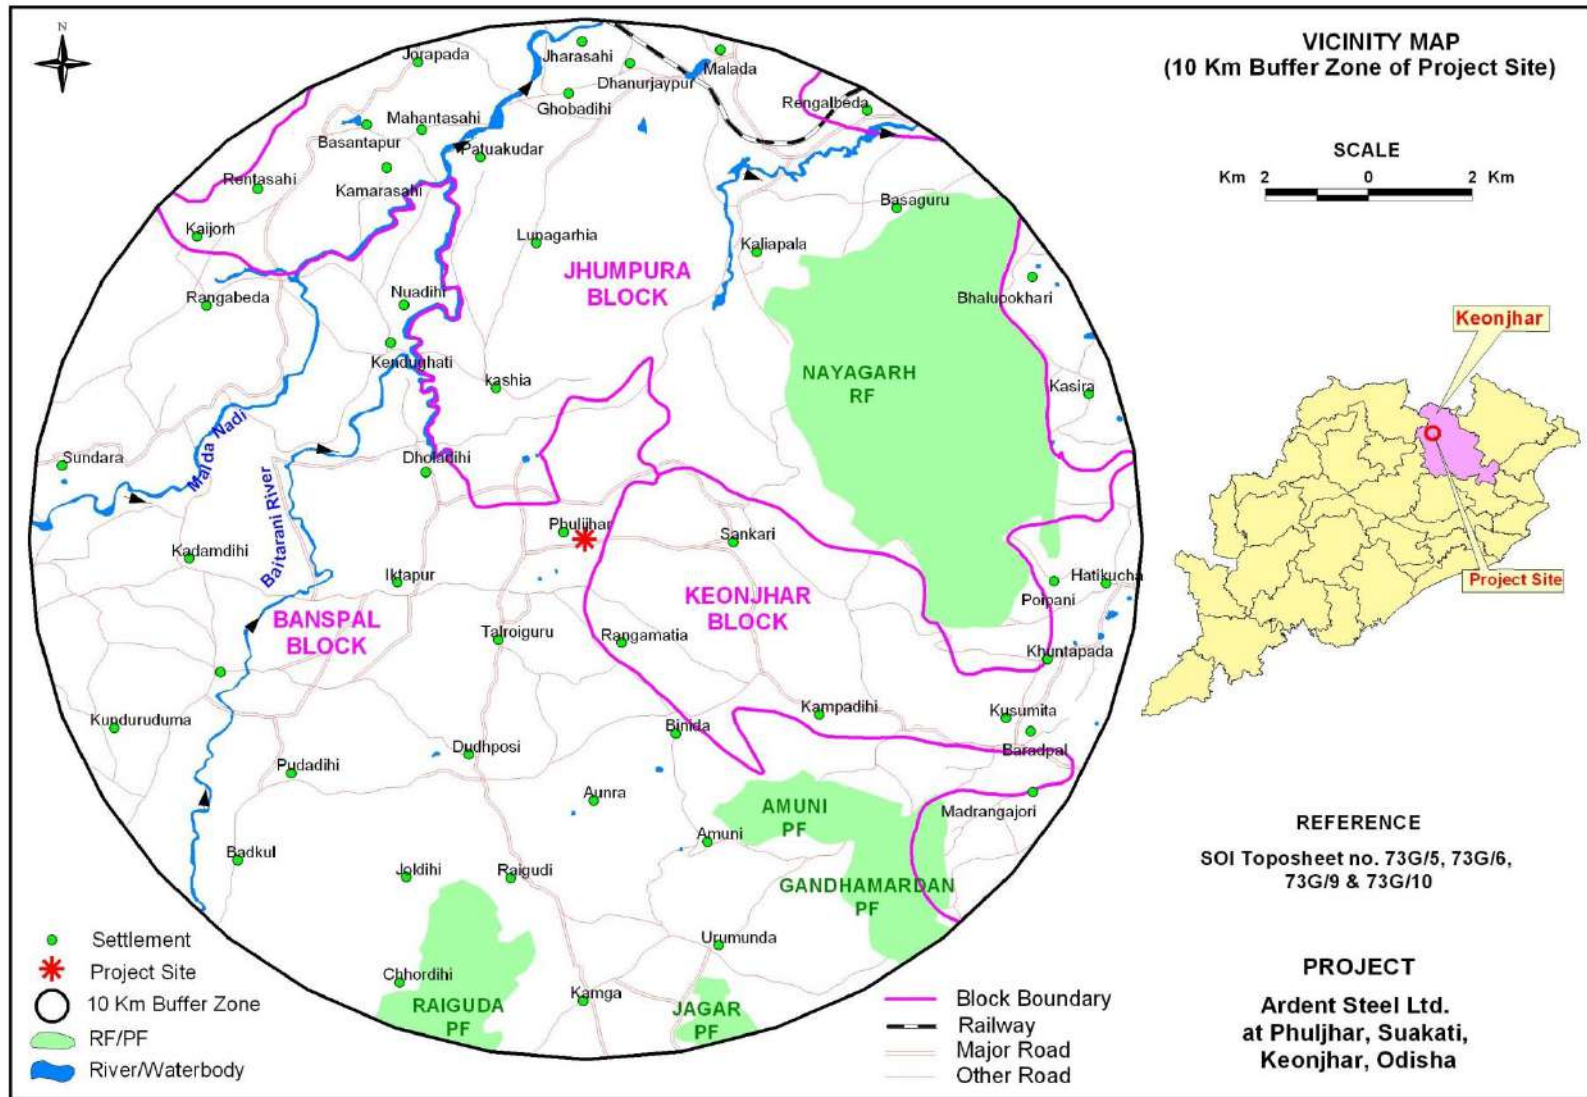 VICINITY MAP
(10 Km Buffer Zone of Project Site)
SCALE
Km 2 0 2 Km
N
Jorapada
Jharasahi
Malada
Dhanurjaypur
Ghobadihi
Rengalbeda
Mahantasahi
Basantapur
Patuakudar
Rentasahi
Kamarasahi
Basaguru
Kaijorh
Lunagarhia
Kaliapala
JHUMPURA
BLOCK
Rangabeda
Nuadihi
Bhalupokhari
Kendughati
kashia
NAYAGARH
RF
Kasira
Sundara
Malda Nadi
Dholadihi
Baitarani River
Phuljhar
Sankari
Kadamdihi
Iktapur
Hatikucha
Poipani
BANSPAL
BLOCK
KEONJHAR
BLOCK
Talroiguru
Rangamatia
Khuntapada
Kunduruduma
Kampadihi
Kusumita
Binida
Baradpal
Dudhposi
Pudadihi
Aunra
AMUNI
PF
Madrangajori
Amuni
Badkul
Joldihi
Raigudi
GANDHAMARDAN
PF
Urumunda
Chhordihi
RAIGUDA
PF
Kamga
JAGAR
PF
Keonjhar
Project Site
REFERENCE
SOI Toposheet no. 73G/5, 73G/6,
73G/9 & 73G/10
PROJECT
Ardent Steel Ltd.
at Phuljhar, Suakati,
Keonjhar, Odisha
Settlement
Project Site
10 Km Buffer Zone
RF/PF
River/Waterbody
Block Boundary
Railway
Major Road
Other Road